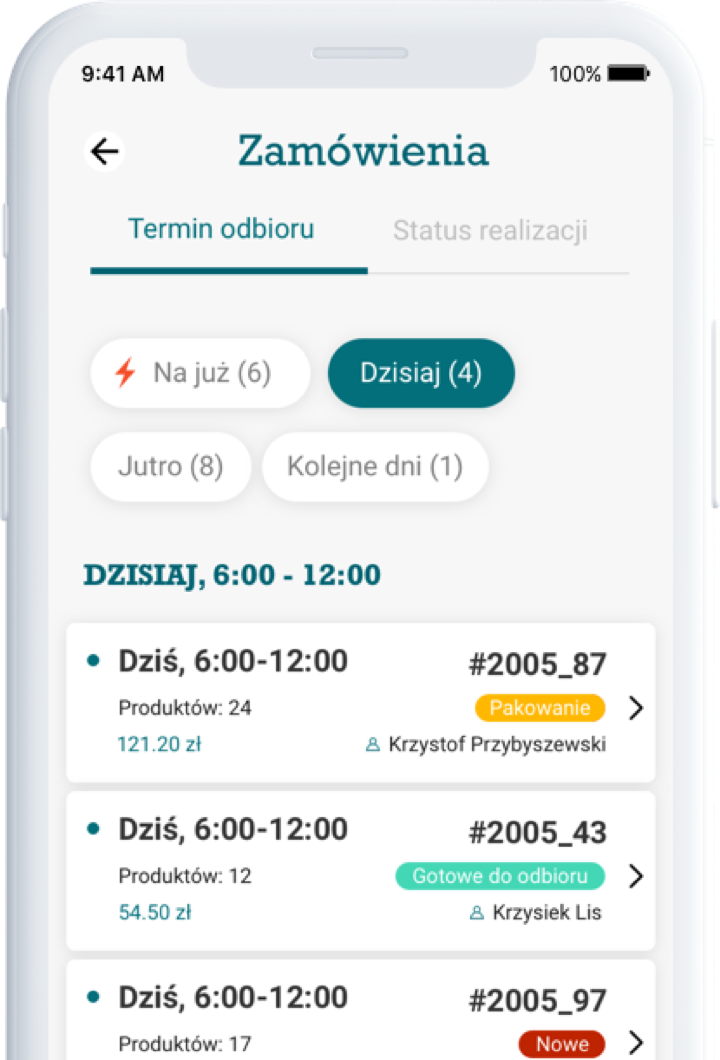 9:41 AM 100%
Zamówienia
Termin odbioru Status realizacji
Na już (6) Dzisiaj (4)
Jutro (8) Kolejne dni (1)
DZISIAJ, 6:00 - 12:00
Dziś, 6:00-12:00 #2005_87
Produktów: 24 Pakowanie
121.20 zł Krzystof Przybyszewski
Dziś, 6:00-12:00 #2005_43
Produktów: 12 Gotowe do odbioru
54.50 zł Krzysiek Lis
Dziś, 6:00-12:00 #2005_97
Produktów: 17 Nowe